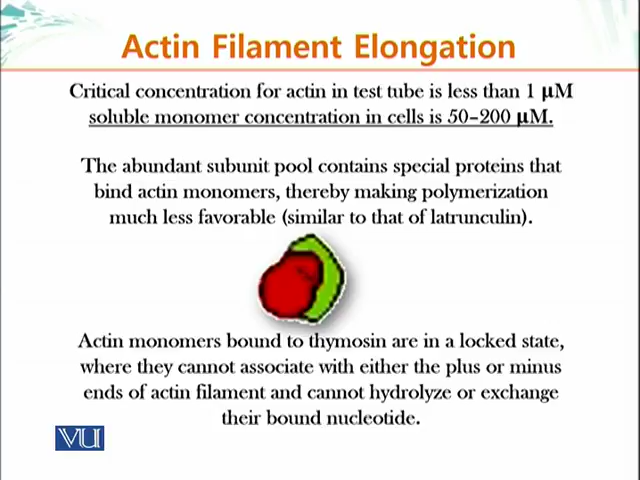 Actin Filament Elongation
Critical concentration for actin in test tube is less than 1 µM
soluble monomer concentration in cells is 50–200 µM.
The abundant subunit pool contains special proteins that
bind actin monomers, thereby making polymerization
much less favorable (similar to that of latrunculin).
Actin monomers bound to thymosin are in a locked state,
where they cannot associate with either the plus or minus
ends of actin filament and cannot hydrolyze or exchange
their bound nucleotide.
VU